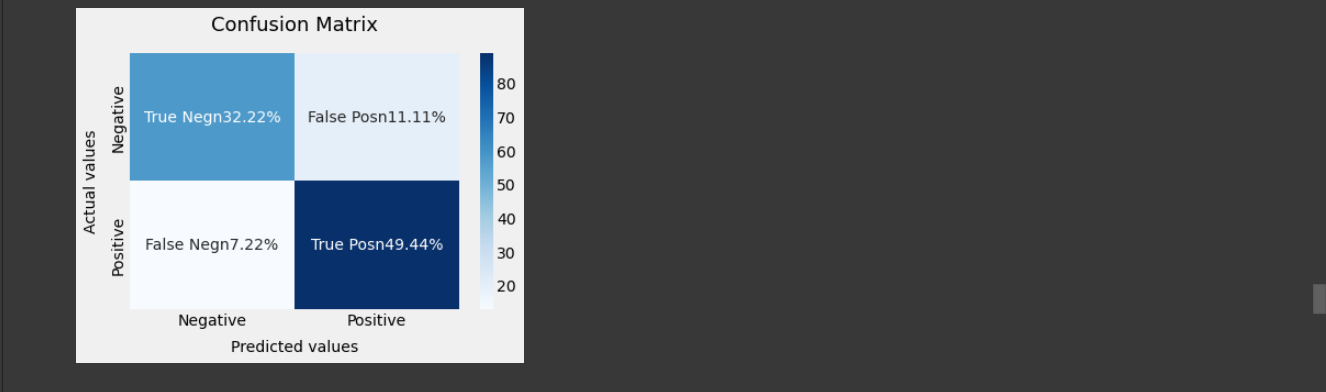 Confusion Matrix
Negative
True Negn32.22%
False Posn11.11%
Actual values
Positive
False Negn7.22%
True Posn49.44%
Negative
Positive
Predicted values
80
70
60
50
40
30
20